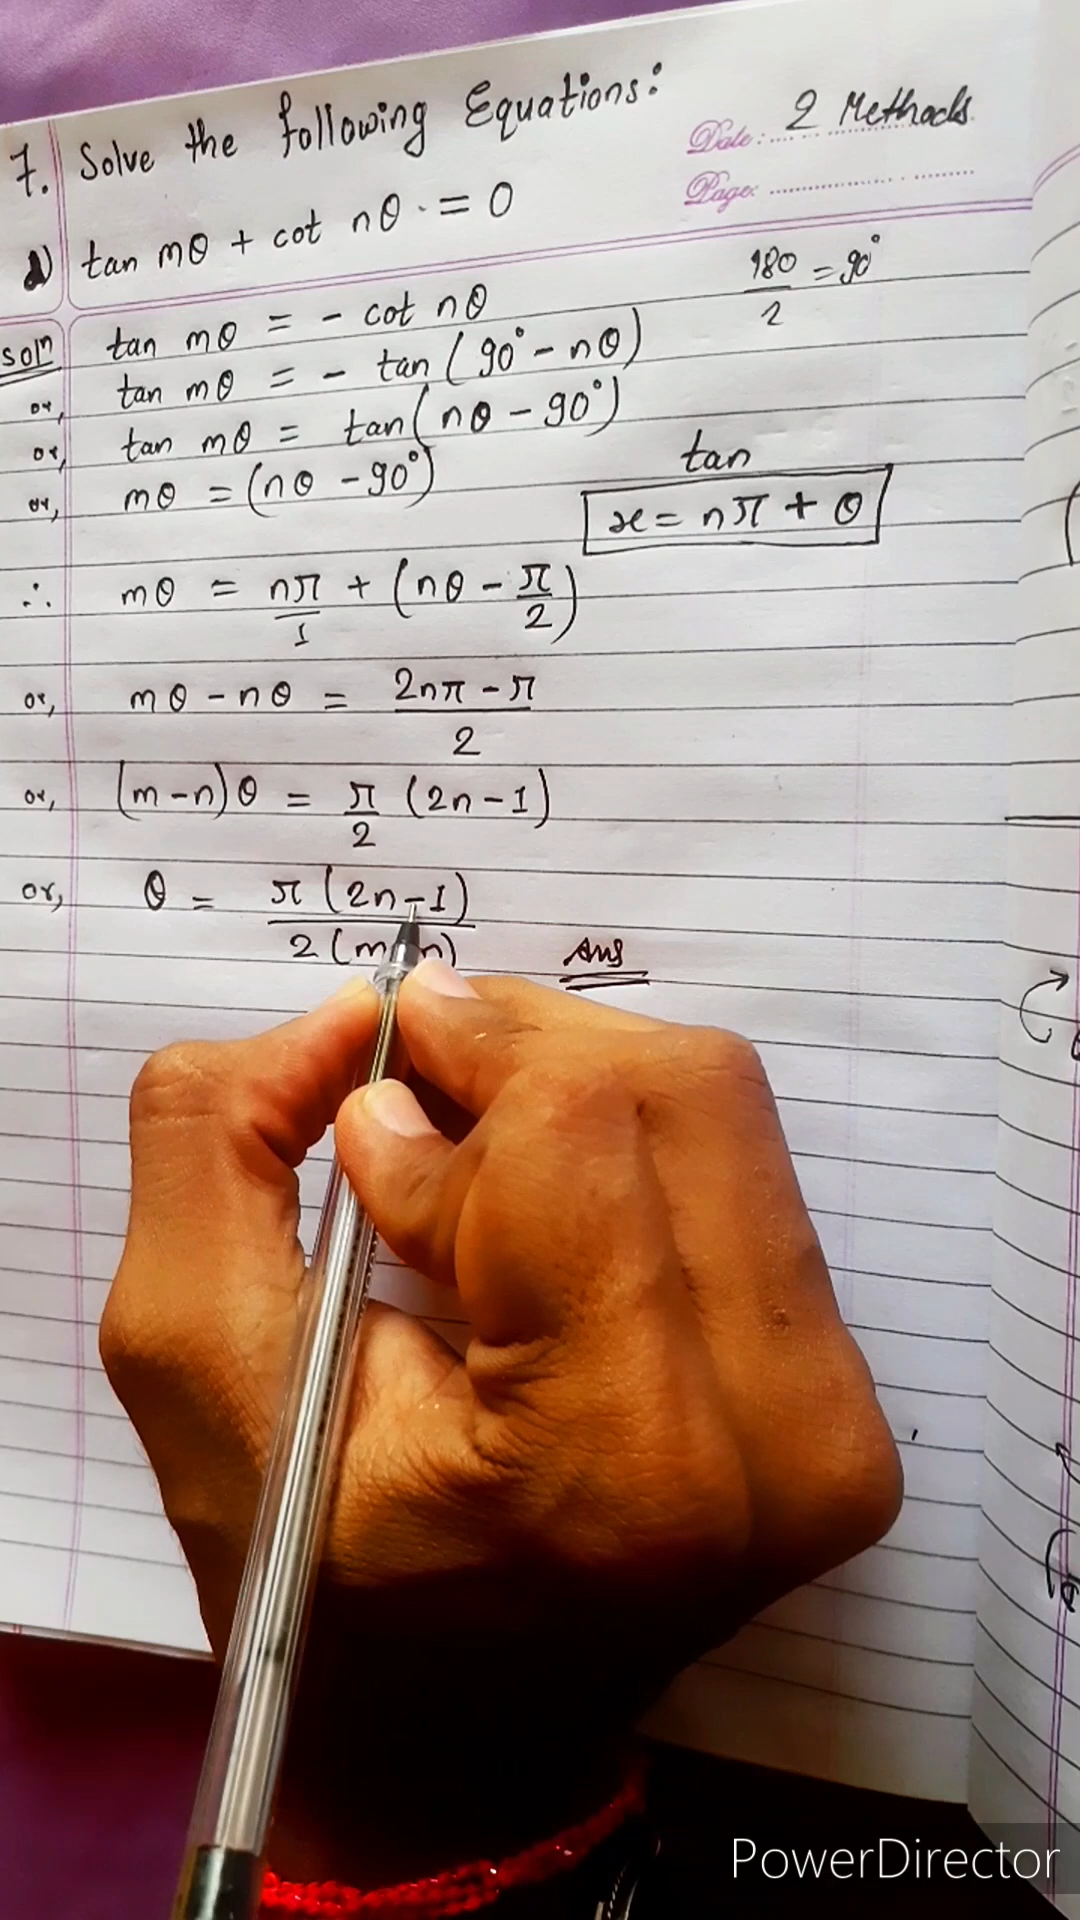 7. Solve the following Equations:
Date: 2 Methods
Page:
a) tan mθ + cot nθ . = 0
180/2 = 90°
Soln tan mθ = - cot nθ
or, tan mθ = - tan (90° - nθ)
or, tan mθ = tan (nθ - 90°)
or, mθ = (nθ - 90°)
tan
x = nπ + θ
∴ mθ = nπ/1 + (nθ - π/2)
or, mθ - nθ = 2nπ - π / 2
or, (m - n)θ = π/2 (2n - 1)
or, θ = π (2n - 1) / 2 (m n) Ans
PowerDirector